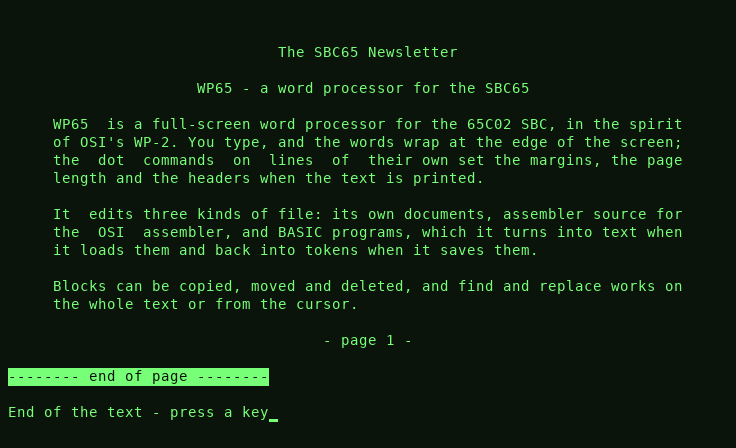 The SBC65 Newsletter
WP65 - a word processor for the SBC65
WP65  is a full-screen word processor for the 65C02 SBC, in the spirit
of OSI's WP-2. You type, and the words wrap at the edge of the screen;
the  dot  commands  on  lines  of  their own set the margins, the page
length and the headers when the text is printed.
It  edits three kinds of file: its own documents, assembler source for
the  OSI  assembler, and BASIC programs, which it turns into text when
it loads them and back into tokens when it saves them.
Blocks can be copied, moved and deleted, and find and replace works on
the whole text or from the cursor.
- page 1 -
-------- end of page --------
End of the text - press a key_